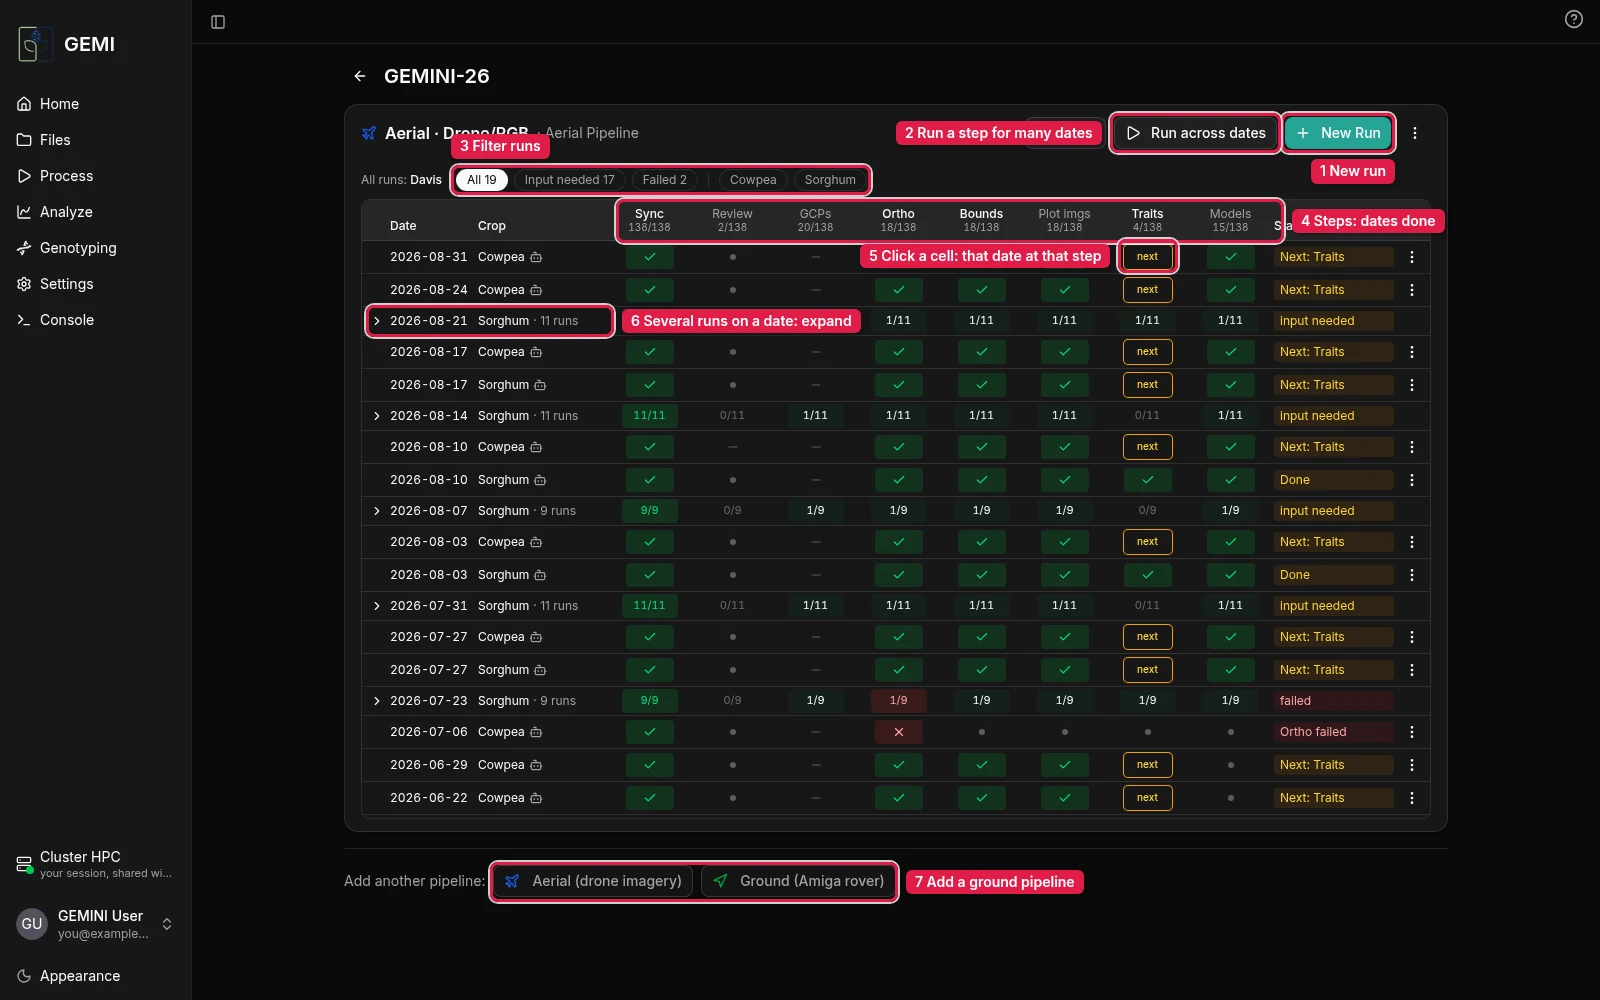 GEMI
Home
Files
Process
Analyze
Genotyping
Settings
Console
Cluster HPC
your session, shared wi...
GU
GEMINI User
you@example...
Appearance
GEMINI-26
Aerial · Drone/RGB · Aerial Pipeline
3 Filter runs
2 Run a step for many dates
Run across dates
+ New Run
1 New run
All runs: Davis
All 19
Input needed 17
Failed 2
Cowpea
Sorghum
Date Crop Sync Review GCPs Ortho Bounds Plot imgs Traits Models
138/138 2/138 20/138 18/138 18/138 18/138 4/138 15/138
4 Steps: dates done
5 Click a cell: that date at that step
2026-08-31 Cowpea next Next: Traits
2026-08-24 Cowpea next Next: Traits
2026-08-21 Sorghum · 11 runs 1/11 1/11 1/11 1/11 1/11 input needed
6 Several runs on a date: expand
2026-08-17 Cowpea next Next: Traits
2026-08-17 Sorghum next Next: Traits
2026-08-14 Sorghum · 11 runs 11/11 0/11 1/11 1/11 1/11 1/11 0/11 1/11 input needed
2026-08-10 Cowpea next Next: Traits
2026-08-10 Sorghum Done
2026-08-07 Sorghum · 9 runs 9/9 0/9 1/9 1/9 1/9 1/9 0/9 1/9 input needed
2026-08-03 Cowpea next Next: Traits
2026-08-03 Sorghum Done
2026-07-31 Sorghum · 11 runs 11/11 0/11 1/11 1/11 1/11 1/11 0/11 1/11 input needed
2026-07-27 Cowpea next Next: Traits
2026-07-27 Sorghum next Next: Traits
2026-07-23 Sorghum · 9 runs 9/9 0/9 1/9 1/9 1/9 1/9 1/9 1/9 failed
2026-07-06 Cowpea Ortho failed
2026-06-29 Cowpea next Next: Traits
2026-06-22 Cowpea next Next: Traits
Add another pipeline:
Aerial (drone imagery)
Ground (Amiga rover)
7 Add a ground pipeline